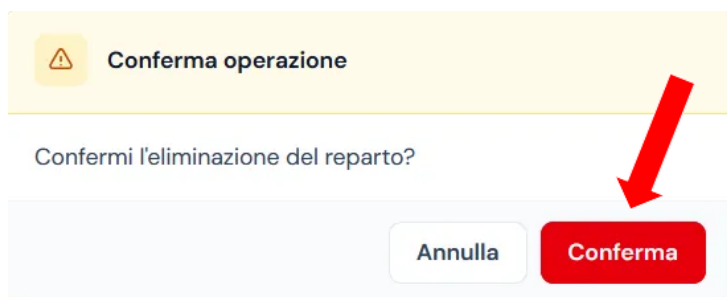 Conferma operazione
Confermi l'eliminazione del reparto?
Annulla Conferma